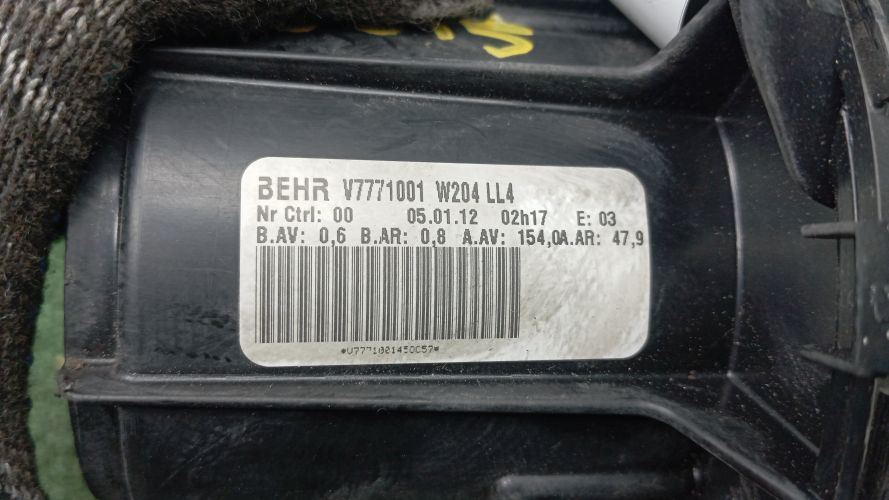 BEHR V7771001 W204 LL4
Nr Ctrl: 00 05.01.12 02h17 E: 03
B.AV: 0,6 B.AR: 0,8 A.AV: 154,0A.AR: 47,9
*V7771001450C57*